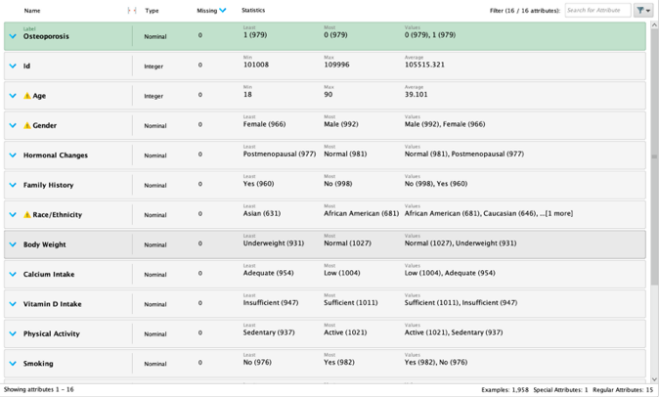 Name Type Missing Statistics Filter (16 / 16 attributes): Search for Attribute
Label Least Most Values
Osteoporosis Nominal 0 1 (979) 0 (979) 0 (979), 1 (979)
Min Max Average
Id Integer 0 101008 109996 105515.321
Min Max Average
Age Integer 0 18 90 39.101
Least Most Values
Gender Nominal 0 Female (966) Male (992) Male (992), Female (966)
Least Most Values
Hormonal Changes Nominal 0 Postmenopausal (977) Normal (981) Normal (981), Postmenopausal (977)
Least Most Values
Family History Nominal 0 Yes (960) No (998) No (998), Yes (960)
Least Most Values
Race/Ethnicity Nominal 0 Asian (631) African American (681) African American (681), Caucasian (646), ...[1 more]
Least Most Values
Body Weight Nominal 0 Underweight (931) Normal (1027) Normal (1027), Underweight (931)
Least Most Values
Calcium Intake Nominal 0 Adequate (954) Low (1004) Low (1004), Adequate (954)
Least Most Values
Vitamin D Intake Nominal 0 Insufficient (947) Sufficient (1011) Sufficient (1011), Insufficient (947)
Least Most Values
Physical Activity Nominal 0 Sedentary (937) Active (1021) Active (1021), Sedentary (937)
Least Most Values
Smoking Nominal 0 No (976) Yes (982) Yes (982), No (976)
Showing attributes 1 - 16 Examples: 1,958 Special Attributes: 1 Regular Attributes: 15